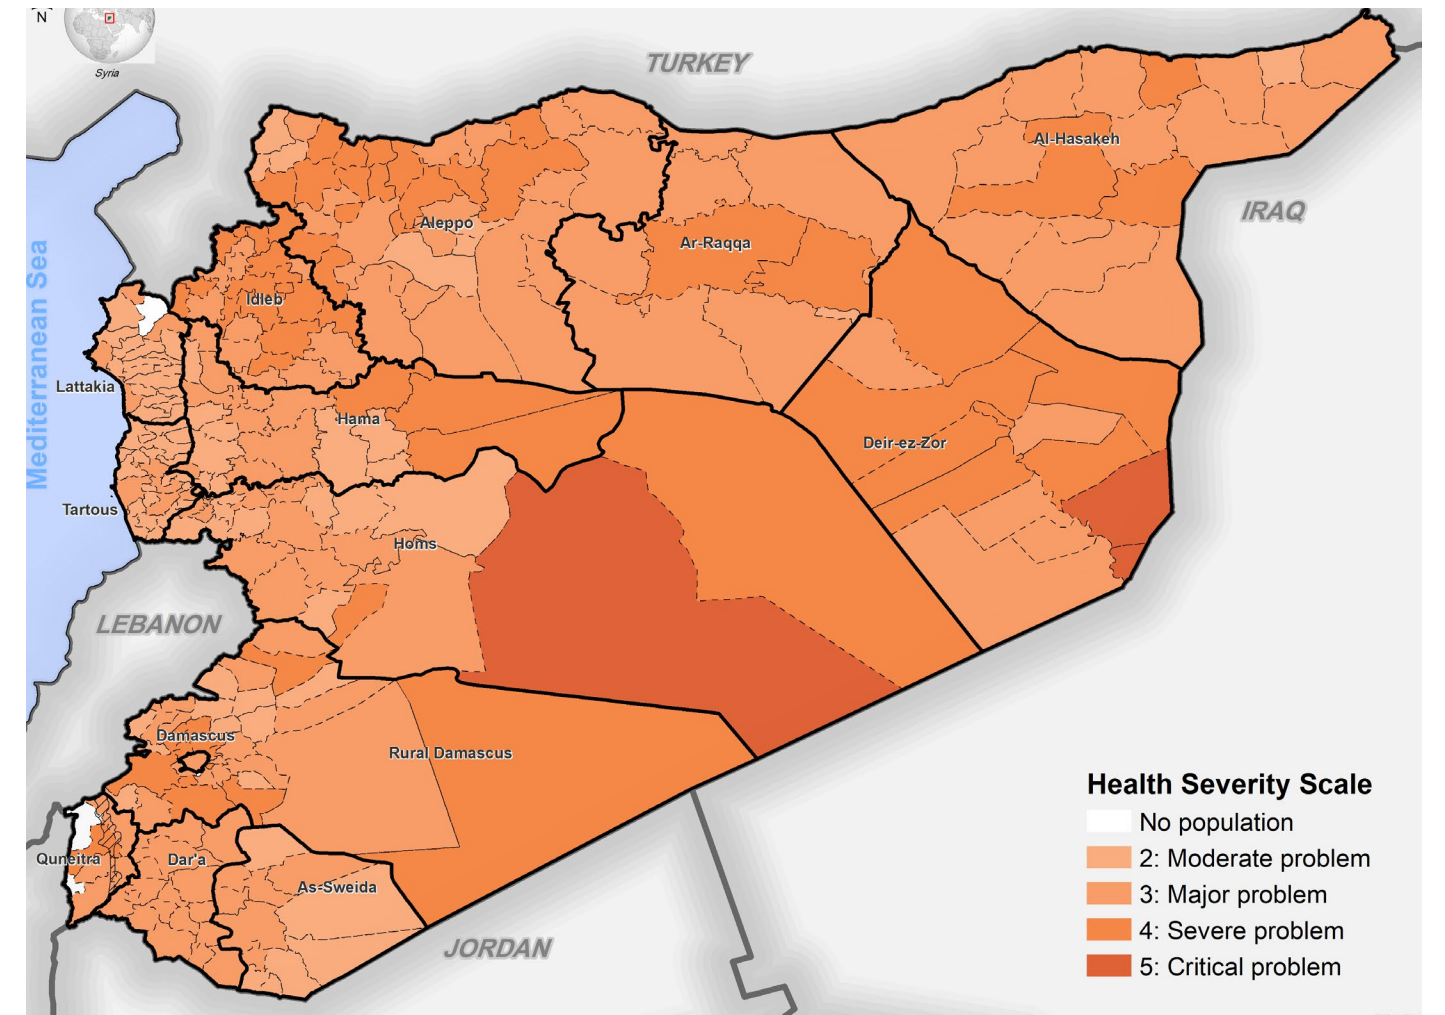 N
Syria
TURKEY
Al-Hasakeh
IRAQ
Aleppo
Ar-Raqqa
Idleb
Mediterranean Sea
Lattakia
Hama
Deir-ez-Zor
Tartous
Homs
LEBANON
Damascus
Rural Damascus
Quneitra
Dar'a
As-Sweida
JORDAN
Health Severity Scale
No population
2: Moderate problem
3: Major problem
4: Severe problem
5: Critical problem